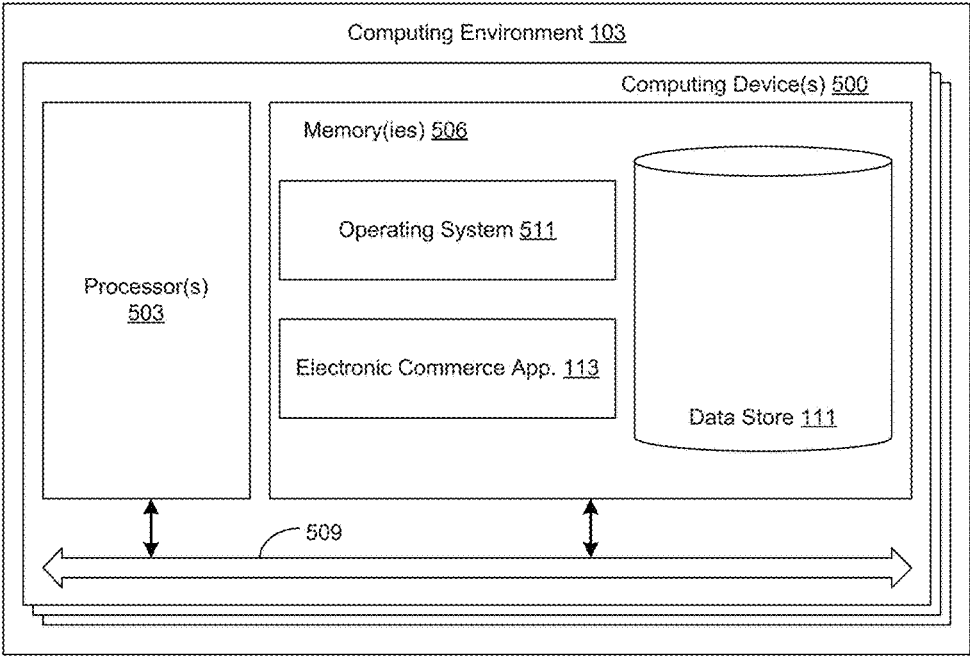 Computing Environment 103
Computing Device(s) 500
Memory(ies) 506
Operating System 511
Processor(s)
503
Electronic Commerce App. 113
Data Store 111
509